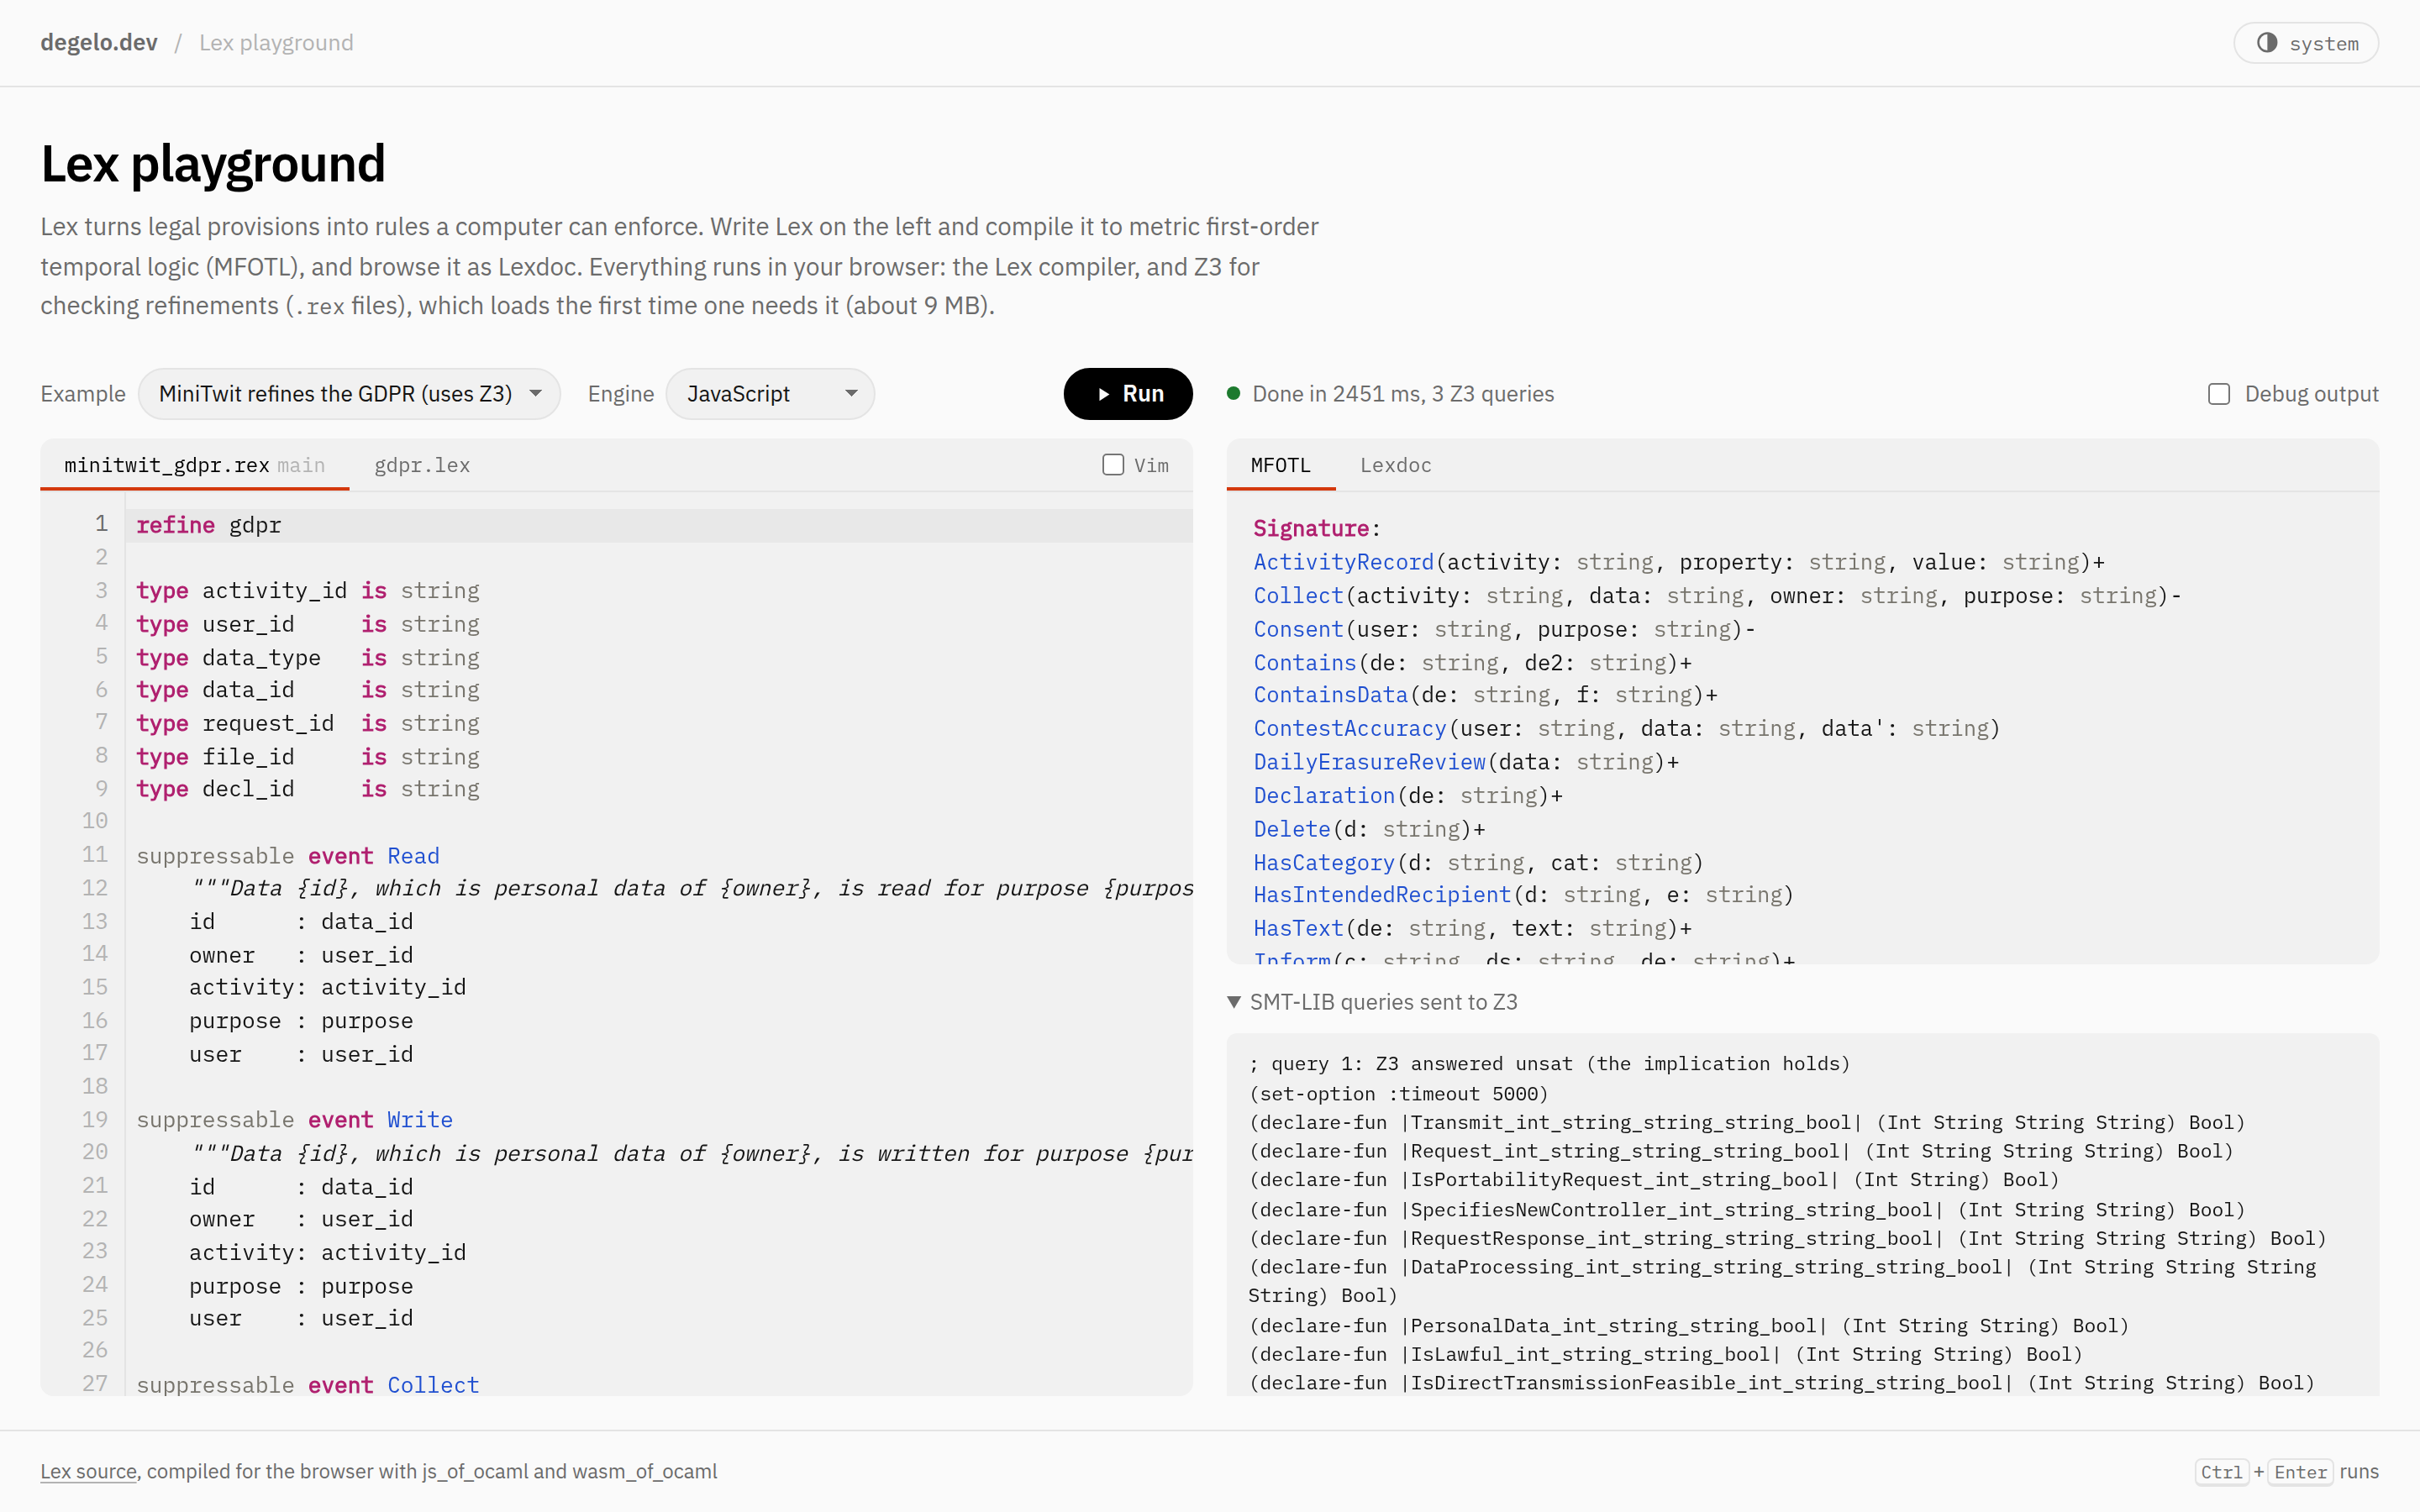 degelo.dev / Lex playground
system
Lex playground
Lex turns legal provisions into rules a computer can enforce. Write Lex on the left and compile it to metric first-order
temporal logic (MFOTL), and browse it as Lexdoc. Everything runs in your browser: the Lex compiler, and Z3 for
checking refinements (.rex files), which loads the first time one needs it (about 9 MB).
Example MiniTwit refines the GDPR (uses Z3) Engine JavaScript Run
Done in 2451 ms, 3 Z3 queries Debug output
minitwit_gdpr.rex main gdpr.lex Vim
1 refine gdpr
2
3 type activity_id is string
4 type user_id     is string
5 type data_type   is string
6 type data_id     is string
7 type request_id  is string
8 type file_id     is string
9 type decl_id     is string
10
11 suppressable event Read
12     """Data {id}, which is personal data of {owner}, is read for purpose {purpos
13     id      : data_id
14     owner   : user_id
15     activity: activity_id
16     purpose : purpose
17     user    : user_id
18
19 suppressable event Write
20     """Data {id}, which is personal data of {owner}, is written for purpose {pur
21     id      : data_id
22     owner   : user_id
23     activity: activity_id
24     purpose : purpose
25     user    : user_id
26
27 suppressable event Collect
MFOTL Lexdoc
Signature:
ActivityRecord(activity: string, property: string, value: string)+
Collect(activity: string, data: string, owner: string, purpose: string)-
Consent(user: string, purpose: string)-
Contains(de: string, de2: string)+
ContainsData(de: string, f: string)+
ContestAccuracy(user: string, data: string, data': string)
DailyErasureReview(data: string)+
Declaration(de: string)+
Delete(d: string)+
HasCategory(d: string, cat: string)
HasIntendedRecipient(d: string, e: string)
HasText(de: string, text: string)+
Inform(c: string, ds: string, de: string)+
▼ SMT-LIB queries sent to Z3
; query 1: Z3 answered unsat (the implication holds)
(set-option :timeout 5000)
(declare-fun |Transmit_int_string_string_string_bool| (Int String String String) Bool)
(declare-fun |Request_int_string_string_string_bool| (Int String String String) Bool)
(declare-fun |IsPortabilityRequest_int_string_bool| (Int String) Bool)
(declare-fun |SpecifiesNewController_int_string_string_bool| (Int String String) Bool)
(declare-fun |RequestResponse_int_string_string_string_bool| (Int String String String) Bool)
(declare-fun |DataProcessing_int_string_string_string_string_bool| (Int String String String
String) Bool)
(declare-fun |PersonalData_int_string_string_bool| (Int String String) Bool)
(declare-fun |IsLawful_int_string_string_bool| (Int String String) Bool)
(declare-fun |IsDirectTransmissionFeasible_int_string_string_bool| (Int String String) Bool)
Lex source, compiled for the browser with js_of_ocaml and wasm_of_ocaml
Ctrl + Enter runs